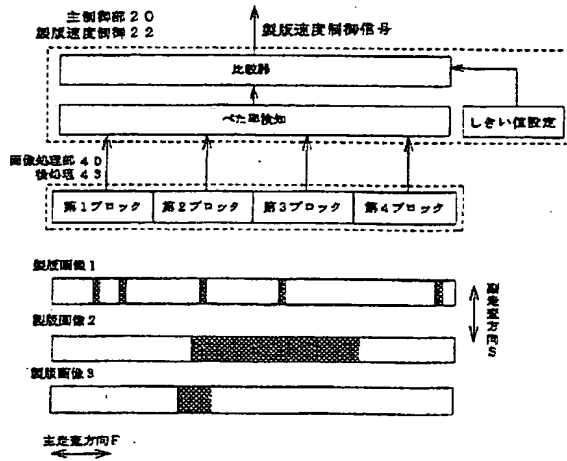 主制御部20
製版速度制御22
製版速度制御信号
比較器
べた率検知
しきい値設定
画像処理部40
後処理43
第1ブロック
第2ブロック
第3ブロック
第4ブロック
製版画像1
製版画像2
製版画像3
副走査方向S
主走査方向F